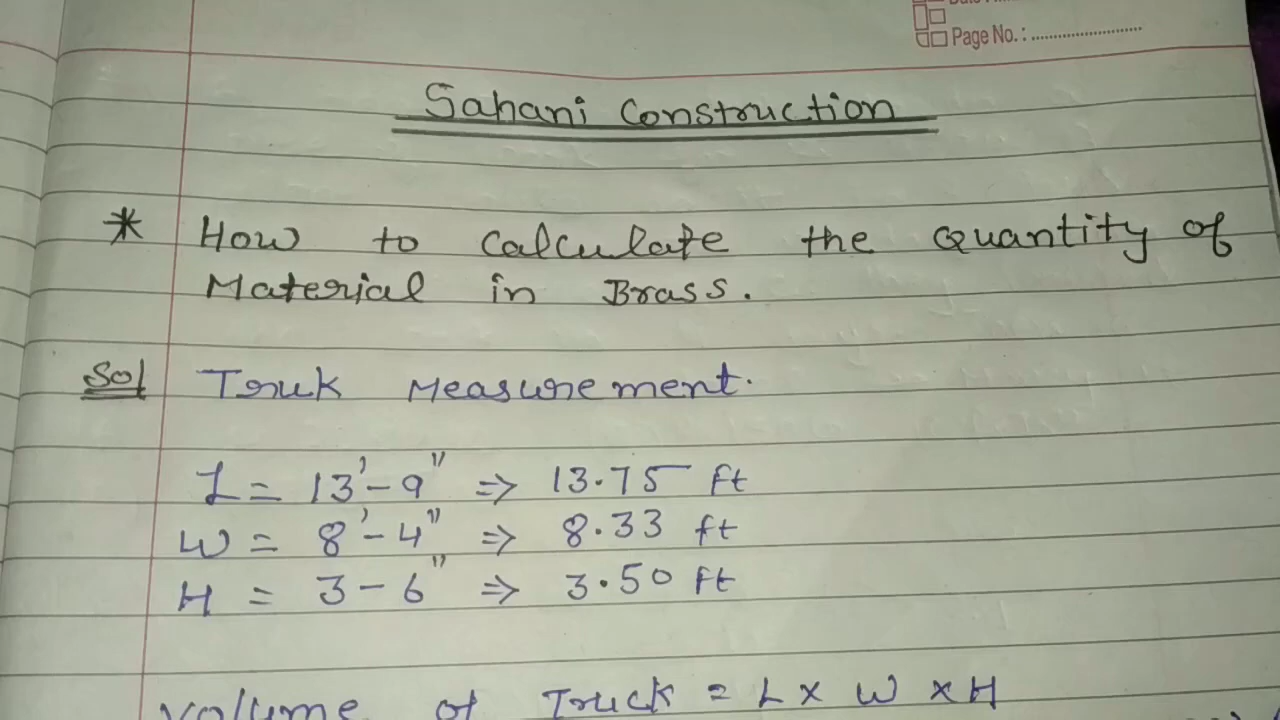 Page No. :
Sahani Construction
* How to Calculate the Quantity of
Material in Brass.
Sol Truk Measurement.
L = 13'-9" ⇒ 13.75 ft
W = 8'-4" ⇒ 8.33 ft
H = 3-6" ⇒ 3.50 ft
Volume of Truck = L x W x H